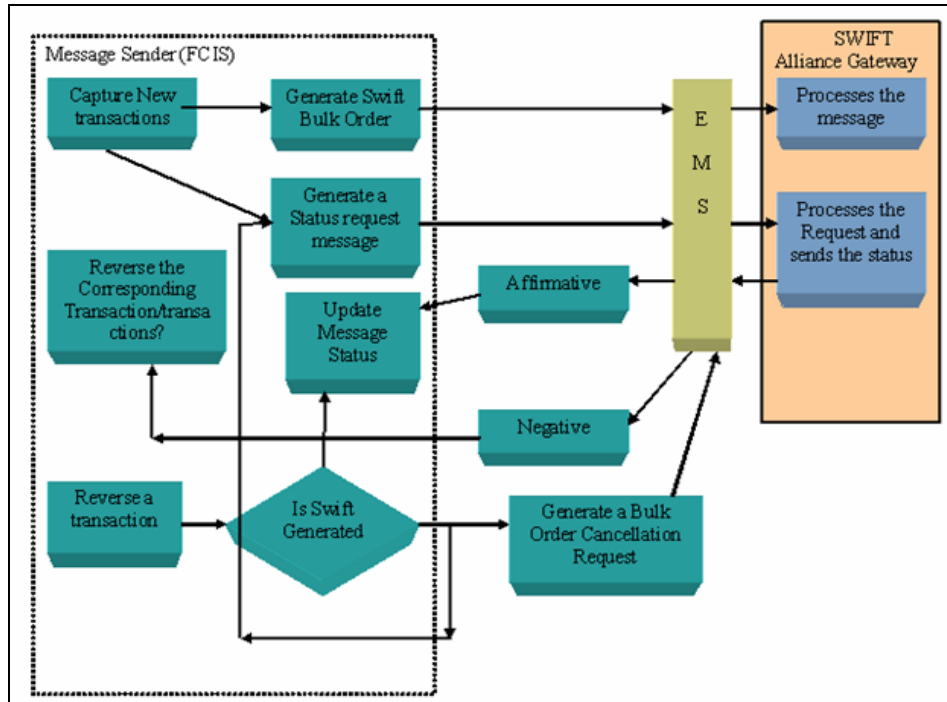 Message Sender (FCIS)
SWIFT
Alliance Gateway
Capture New
transactions
Generate Swift
Bulk Order
E
M
S
Processes the
message
Generate a
Status request
message
Processes the
Request and
sends the status
Reverse the
Corresponding
Transaction/transa
ctions?
Affirmative
Update
Message
Status
Negative
Reverse a
transaction
Is Swift
Generated
Generate a Bulk
Order Cancellation
Request